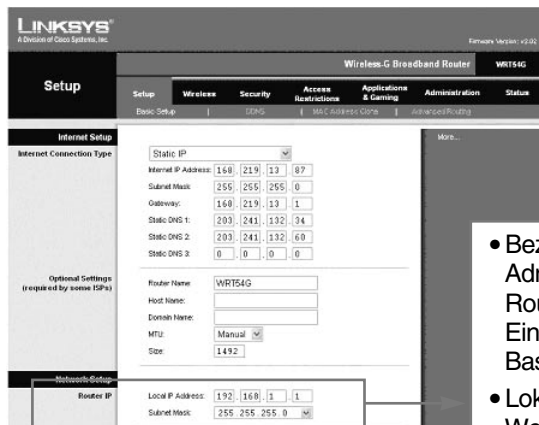 LINKSYS®
A Division of Cisco Systems, Inc.
Firmware Version: v2.02
Wireless-G Broadband Router WRT54G
Setup
Setup Wireless Security Access Restrictions Applications & Gaming Administration Status
Basic Setup | DDNS | MAC Address Clone | Advanced Routing
Internet Setup
More...
Internet Connection Type
Static IP
Internet IP Address: 168 . 219 . 13 . 87
Subnet Mask: 255 . 255 . 255 . 0
Gateway: 168 . 219 . 13 . 1
Static DNS 1: 203 . 241 . 132 . 34
Static DNS 2: 203 . 241 . 132 . 60
Static DNS 3: 0 . 0 . 0 . 0
Optional Settings
(required by some ISPs)
Router Name: WRT54G
Host Name:
Domain Name:
MTU: Manual
Size: 1492
Network Setup
Router IP
Local IP Address: 192 . 168 . 1 . 1
Subnet Mask: 255.255.255.0
• Bez
Adm
Rou
Ein
Bas
• Lok